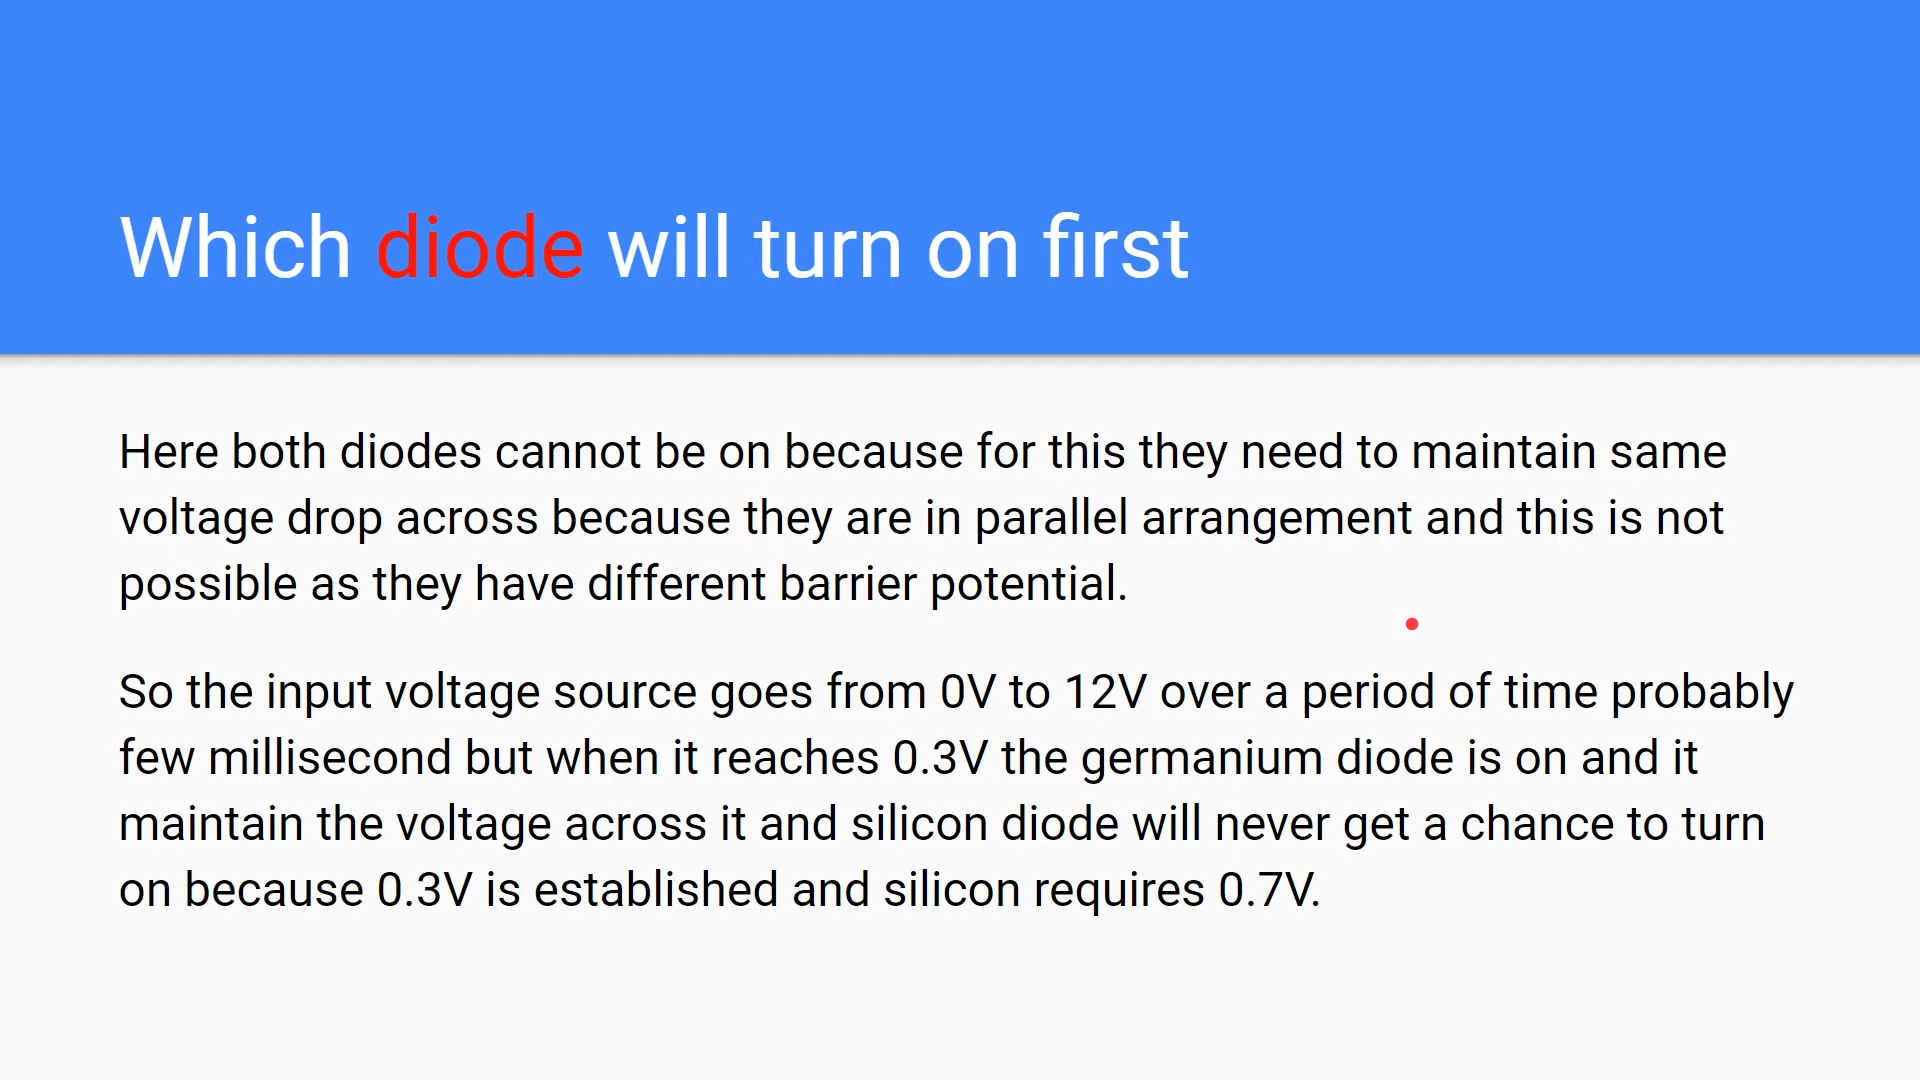 Which diode will turn on first
Here both diodes cannot be on because for this they need to maintain same
voltage drop across because they are in parallel arrangement and this is not
possible as they have different barrier potential.
So the input voltage source goes from 0V to 12V over a period of time probably
few millisecond but when it reaches 0.3V the germanium diode is on and it
maintain the voltage across it and silicon diode will never get a chance to turn
on because 0.3V is established and silicon requires 0.7V.